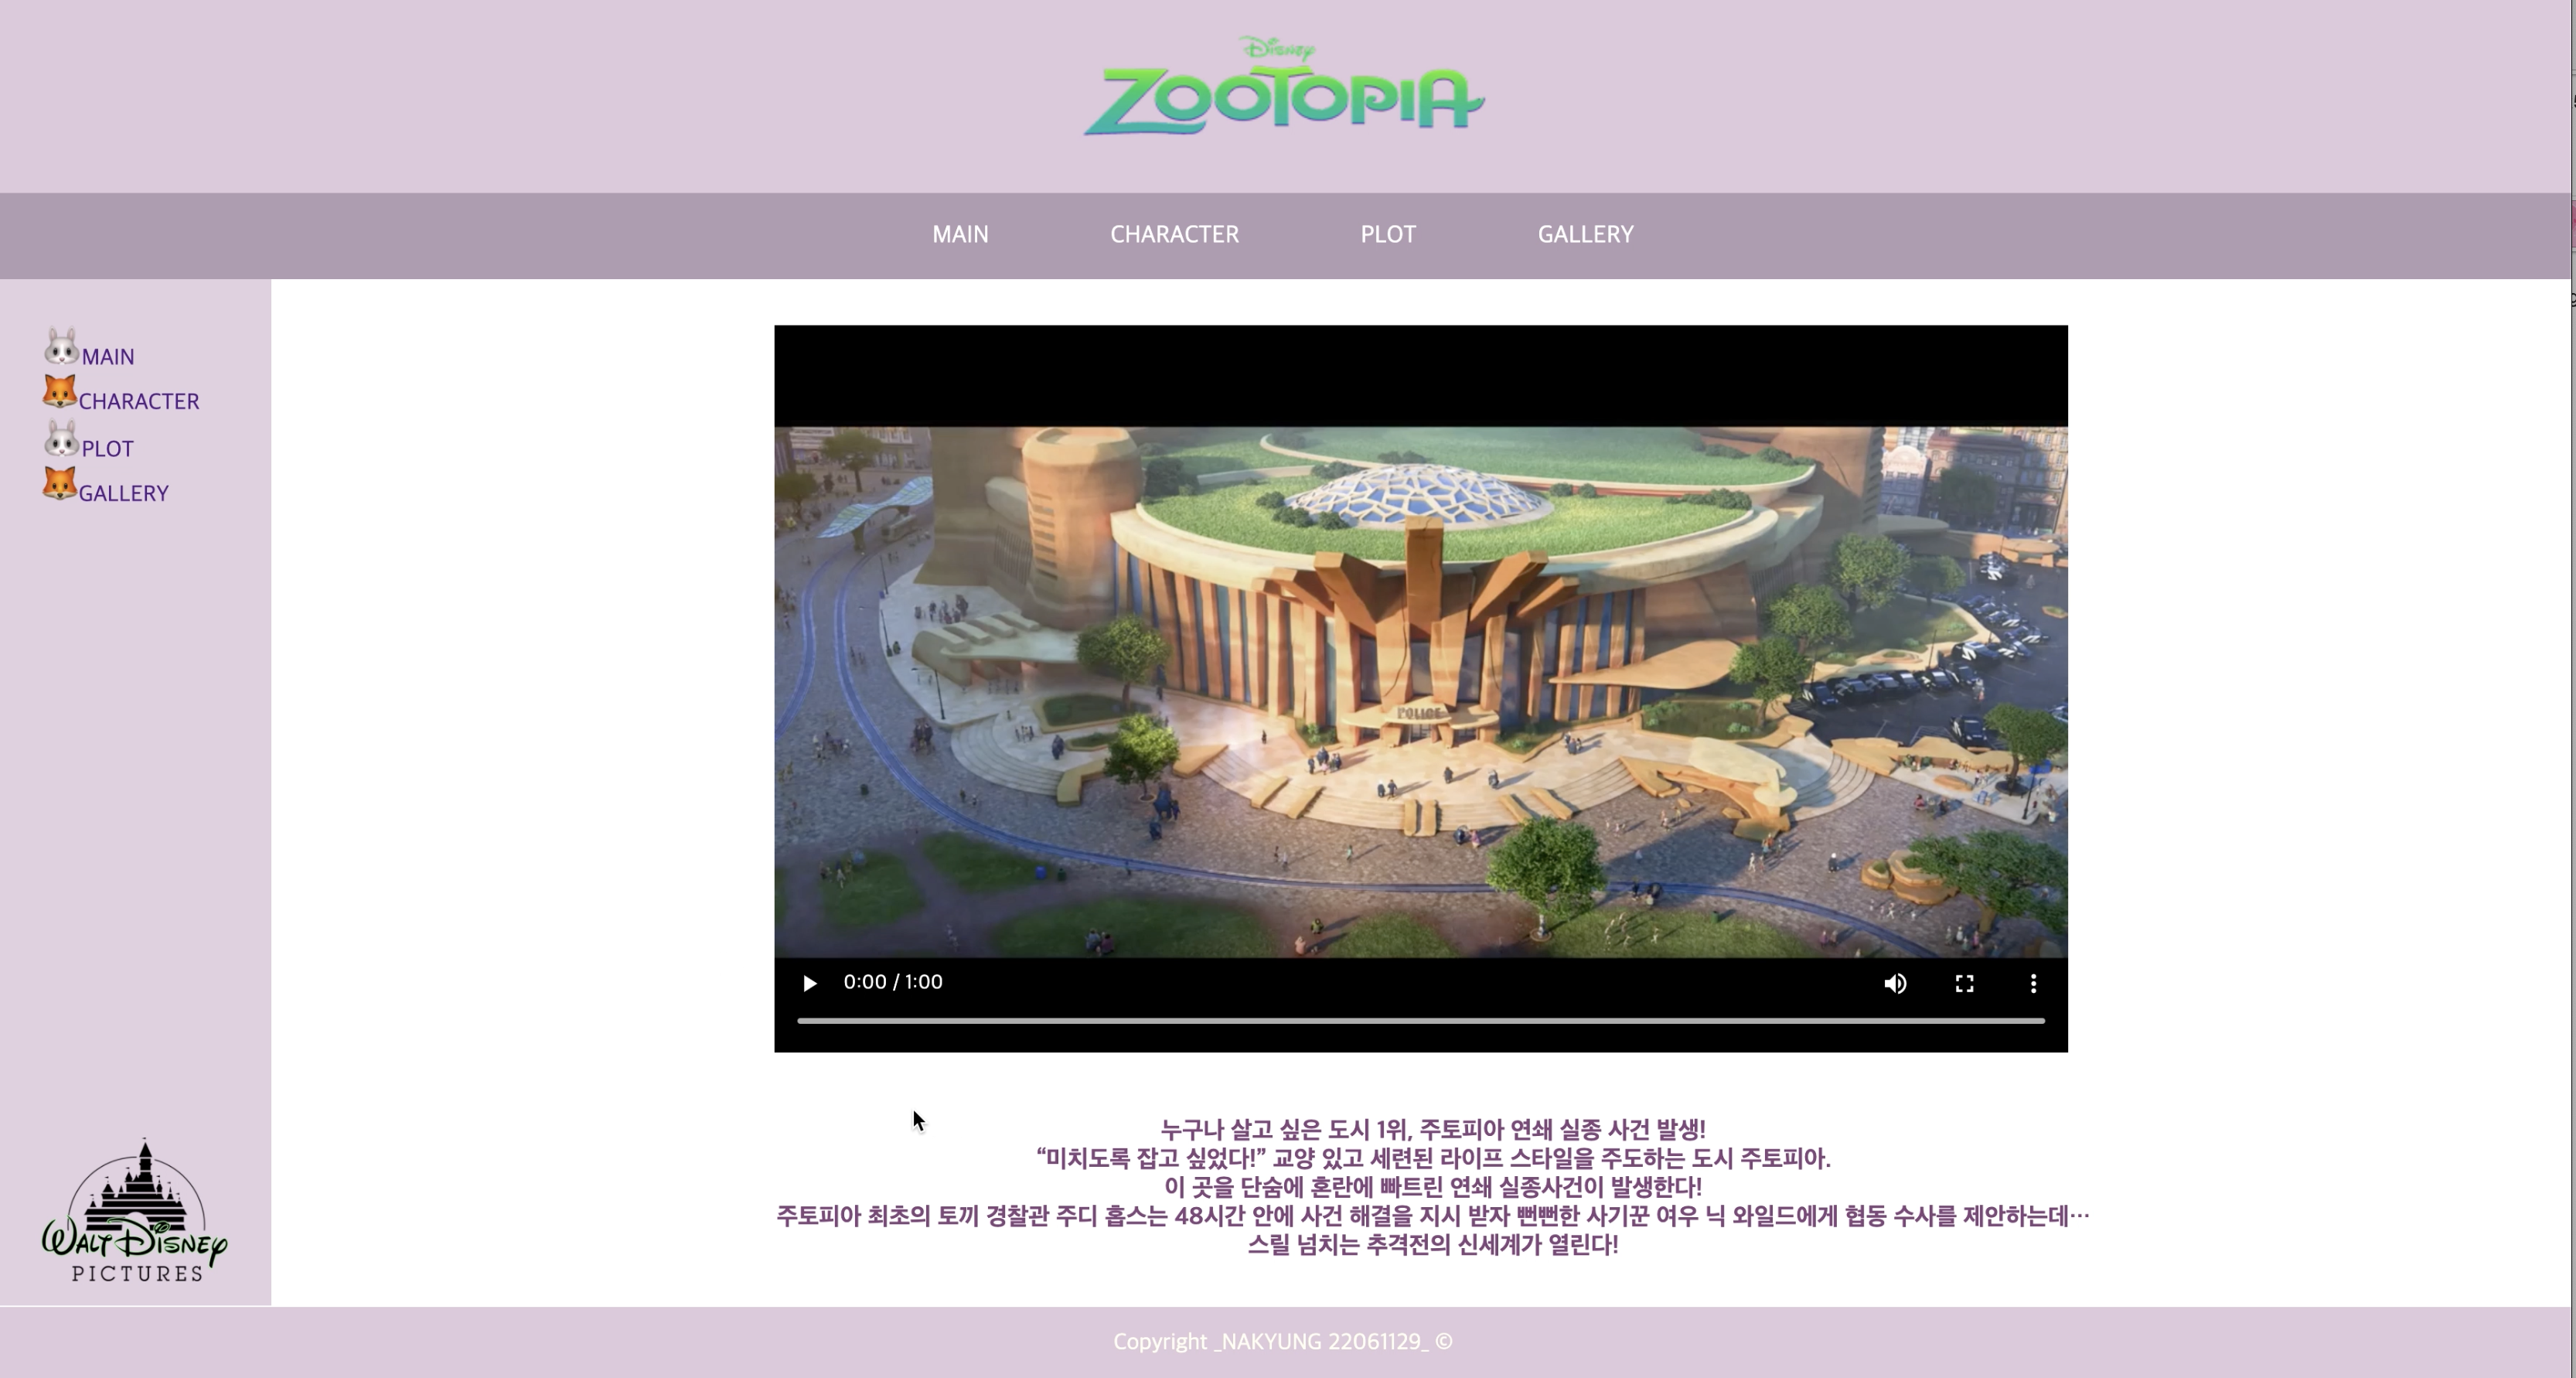 Disney
ZOOTOPIA
MAIN CHARACTER PLOT GALLERY
MAIN
CHARACTER
PLOT
GALLERY
POLICE
0:00 / 1:00
누구나 살고 싶은 도시 1위, 주토피아 연쇄 실종 사건 발생!
“미치도록 잡고 싶었다!” 교양 있고 세련된 라이프 스타일을 주도하는 도시 주토피아.
이 곳을 단숨에 혼란에 빠트린 연쇄 실종사건이 발생한다!
주토피아 최초의 토끼 경찰관 주디 홉스는 48시간 안에 사건 해결을 지시 받자 뻔뻔한 사기꾼 여우 닉 와일드에게 협동 수사를 제안하는데…
스릴 넘치는 추격전의 신세계가 열린다!
WALT DISNEY
PICTURES
Copyright _NAKYUNG 22061129_ ©